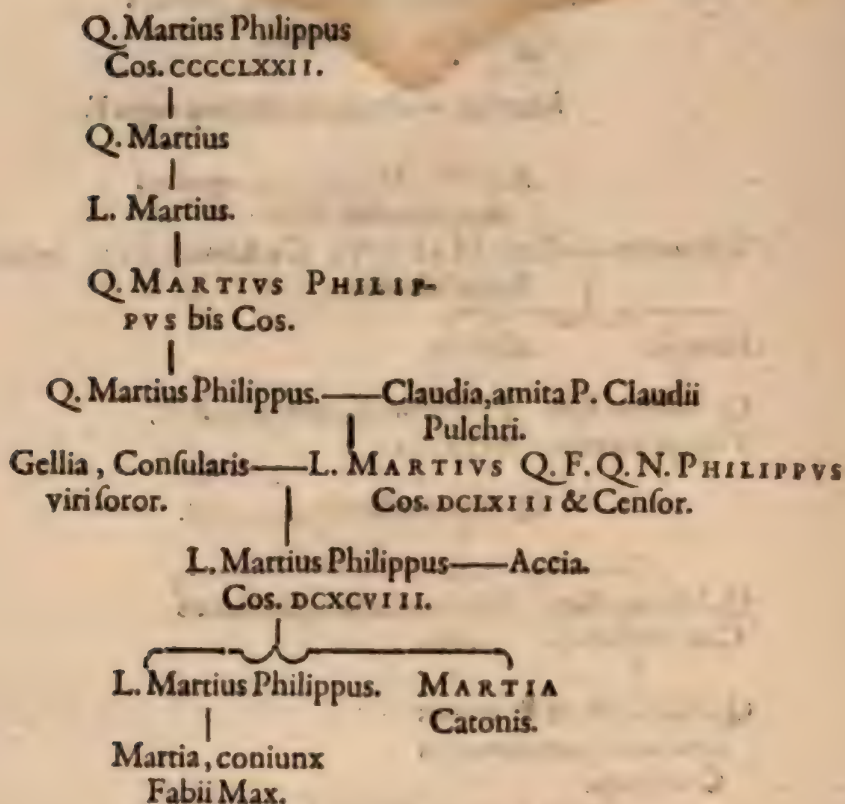 Q. Martius Philippus
Cos. CCCCLXXII.
Q. Martius
L. Martius.
Q. MARTIVS PHILIP-
PVS bis Cos.
Q. Martius Philippus.——Claudia, amita P. Claudii
Pulchri.
Gellia, Conſularis——L. MARTIVS Q. F. Q. N. PHILIPPVS
viri ſoror. Cos. DCLXIII & Cenſor.
L. Martius Philippus——Accia.
Cos. DCXCVIII.
L. Martius Philippus. MARTIA
Catonis.
Martia, coniunx
Fabii Max.